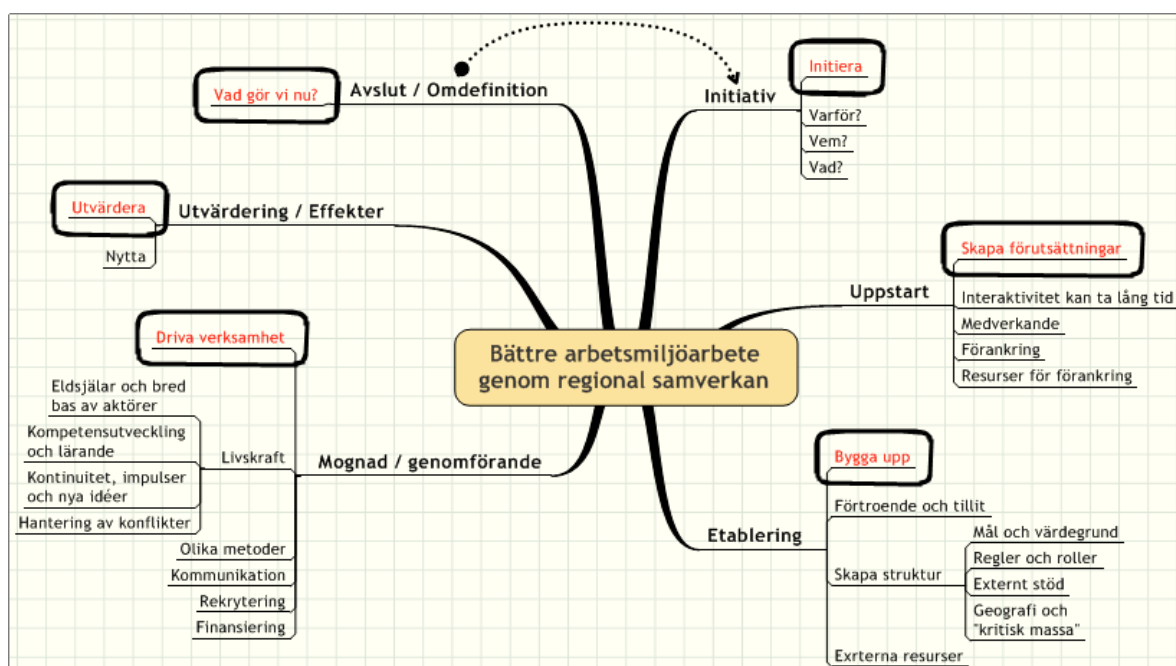 Bättre arbetsmiljöarbete
genom regional samverkan
Initiativ
Initiera
Varför?
Vem?
Vad?
Uppstart
Skapa förutsättningar
Interaktivitet kan ta lång tid
Medverkande
Förankring
Resurser för förankring
Etablering
Bygga upp
Förtroende och tillit
Skapa struktur
Mål och värdegrund
Regler och roller
Externt stöd
Geografi och
"kritisk massa"
Exrterna resurser
Mognad / genomförande
Driva verksamhet
Livskraft
Eldsjälar och bred
bas av aktörer
Kompetensutveckling
och lärande
Kontinuitet, impulser
och nya idéer
Hantering av konflikter
Olika metoder
Kommunikation
Rekrytering
Finansiering
Utvärdering / Effekter
Utvärdera
Nytta
Avslut / Omdefinition
Vad gör vi nu?